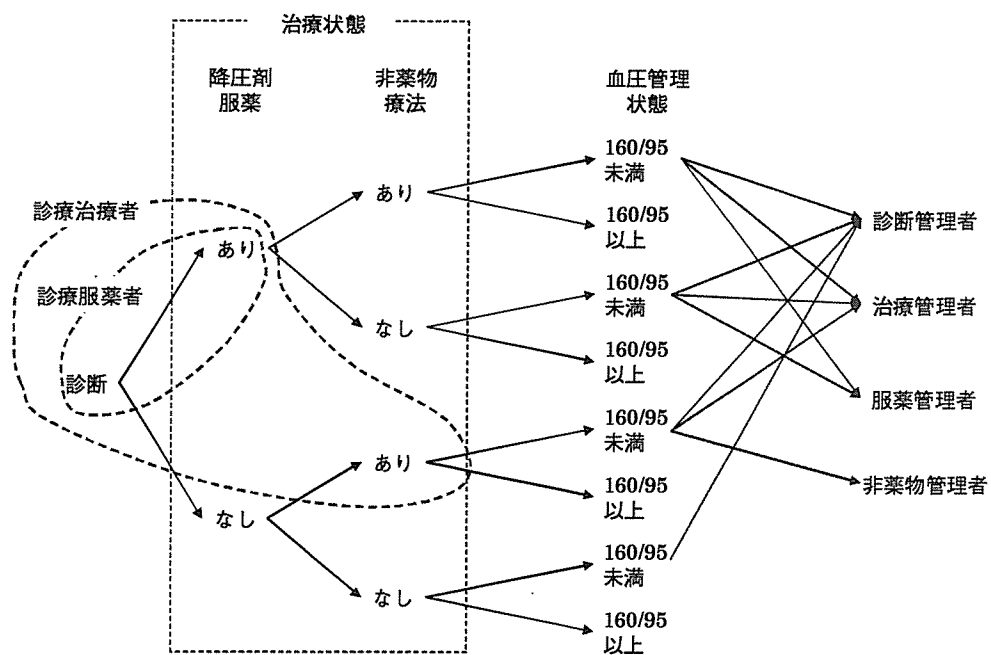 治療状態
降圧剤
服薬
非薬物
療法
血圧管理
状態
診療治療者
診療服薬者
診断
あり
なし
あり
なし
あり
なし
160/95
未満
160/95
以上
160/95
未満
160/95
以上
160/95
未満
160/95
以上
160/95
未満
160/95
以上
診断管理者
治療管理者
服薬管理者
非薬物管理者